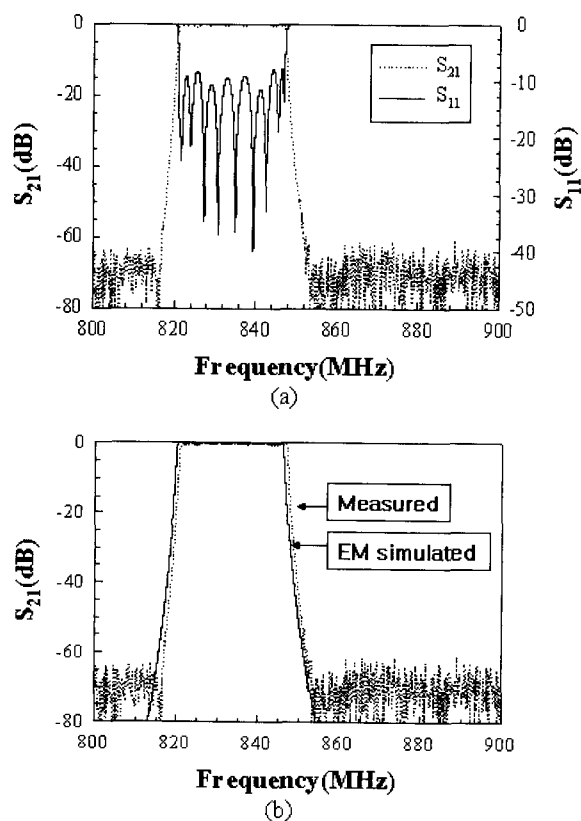 0
-20
-40
-60
-80
S21(dB)
0
-10
-20
-30
-40
-50
S11(dB)
S21
S11
800 820 840 860 880 900
Frequency(MHz)
(a)
0
-20
-40
-60
-80
S21(dB)
Measured
EM simulated
800 820 840 860 880 900
Frequency(MHz)
(b)